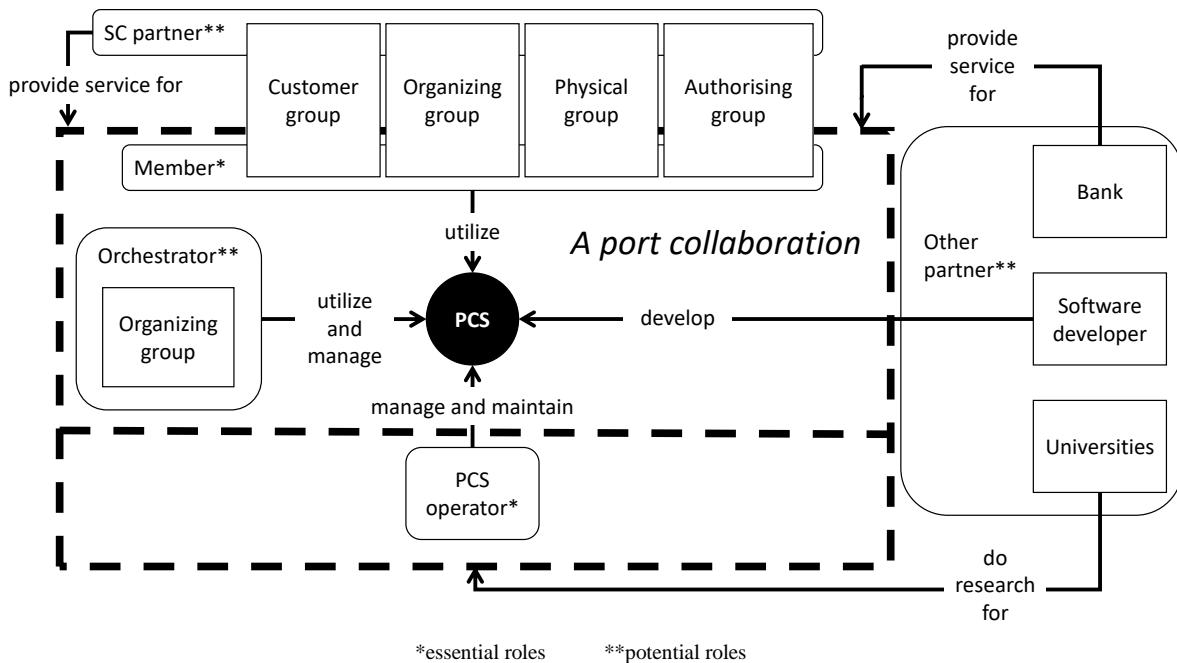 SC partner**
provide service for
Customer
group
Organizing
group
Physical
group
Authorising
group
provide
service
for
Member*
Bank
utilize
A port collaboration
Orchestrator**
Organizing
group
utilize
and
manage
PCS
develop
Other
partner**
Software
developer
manage and maintain
Universities
PCS
operator*
do
research
for
*essential roles **potential roles